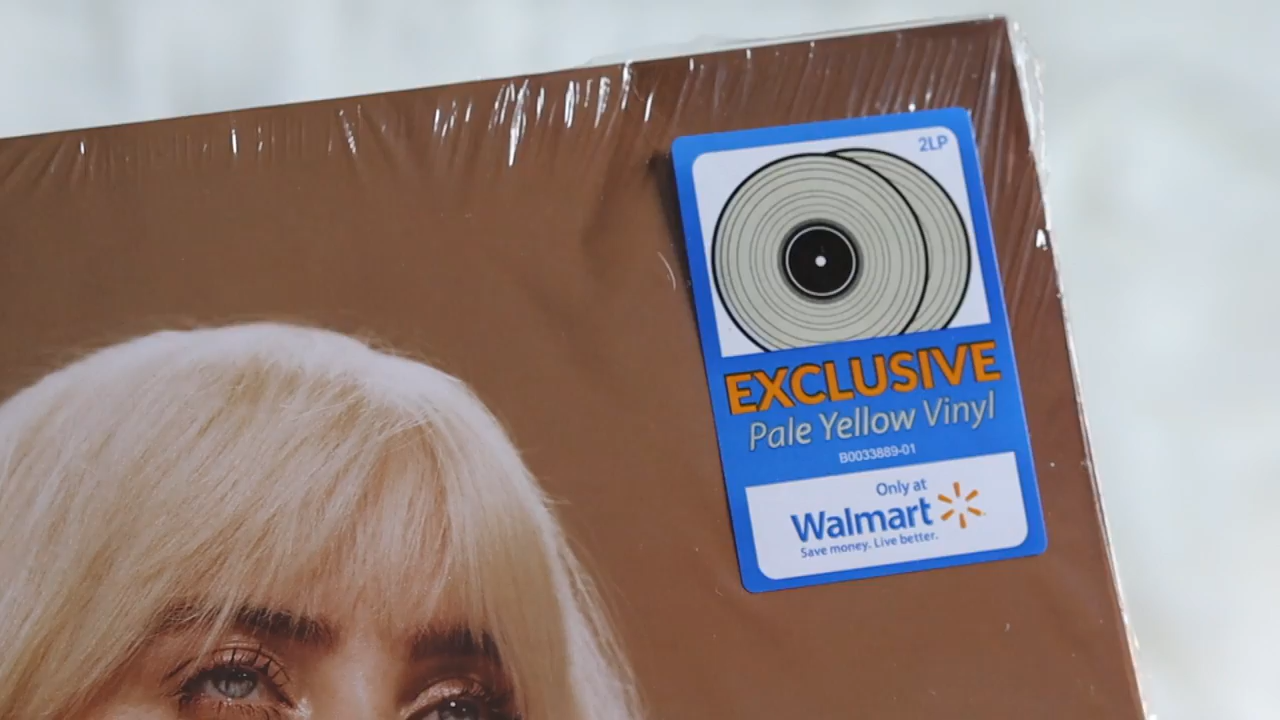 2LP
EXCLUSIVE
Pale Yellow Vinyl
B0033889-01
Only at
Walmart
Save money. Live better.